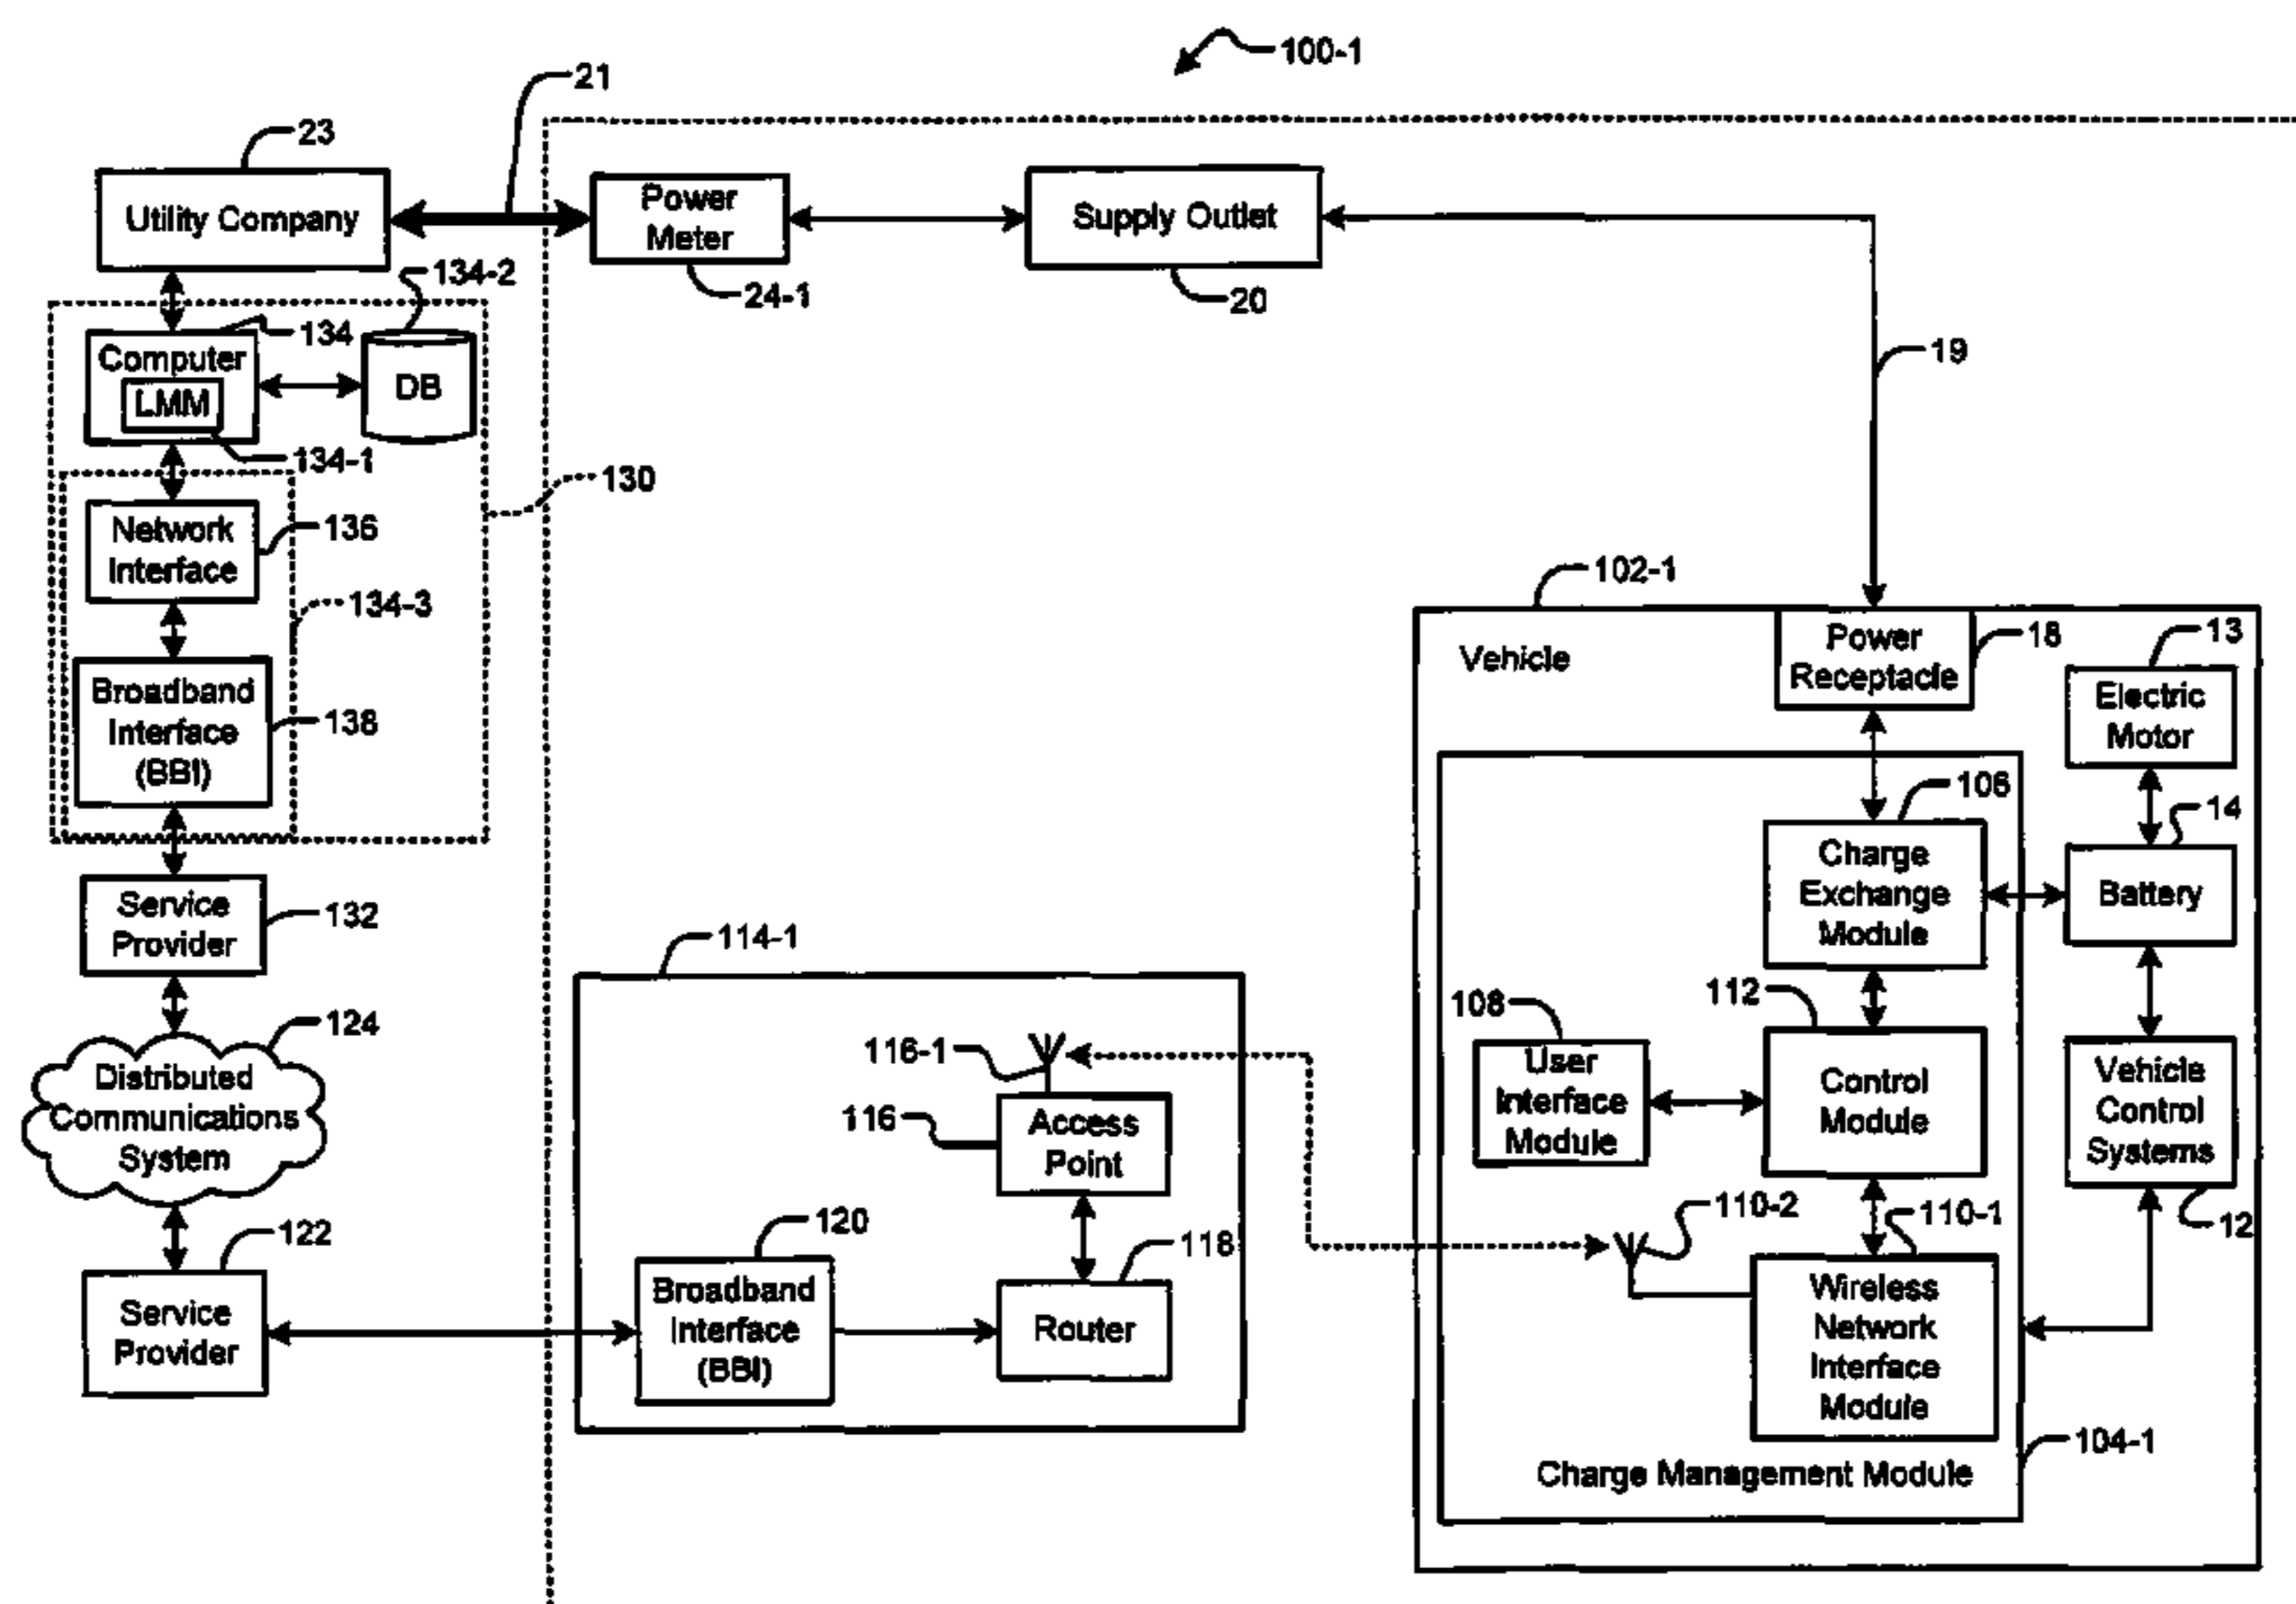 100-1
21
23
Utility Company
Power
Meter
24-1
Supply Outlet
20
19
134-2
134
Computer
LMM
DB
134-1
130
Network
Interface
136
134-3
Broadband
Interface
(BBI)
138
Service
Provider
132
124
Distributed
Communications
System
122
Service
Provider
114-1
116-1
116
Access
Point
120
Broadband
Interface
(BBI)
118
Router
102-1
Vehicle
Power
Receptacle
18
13
Electric
Motor
106
Charge
Exchange
Module
14
Battery
108
User
Interface
Module
112
Control
Module
Vehicle
Control
Systems
12
110-2
110-1
Wireless
Network
Interface
Module
104-1
Charge Management Module